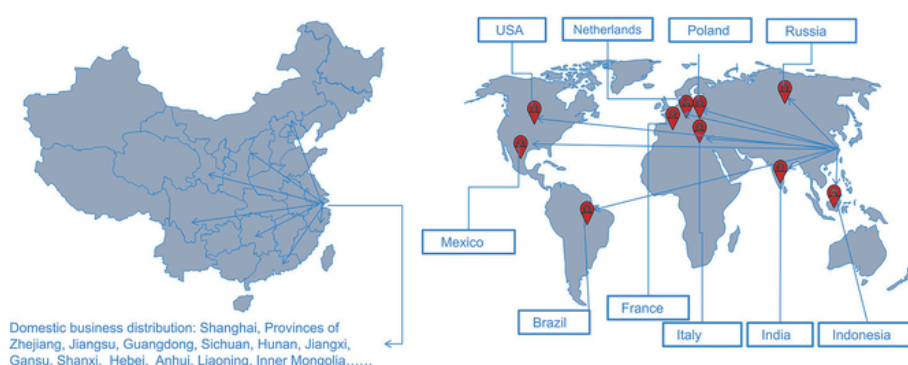 USA
Netherlands
Poland
Russia
Mexico
Brazil
France
Italy
India
Indonesia
Domestic business distribution: Shanghai, Provinces of
Zhejiang, Jiangsu, Guangdong, Sichuan, Hunan, Jiangxi,
Gansu, Shanxi, Hebei, Anhui, Liaoning, Inner Mongolia……